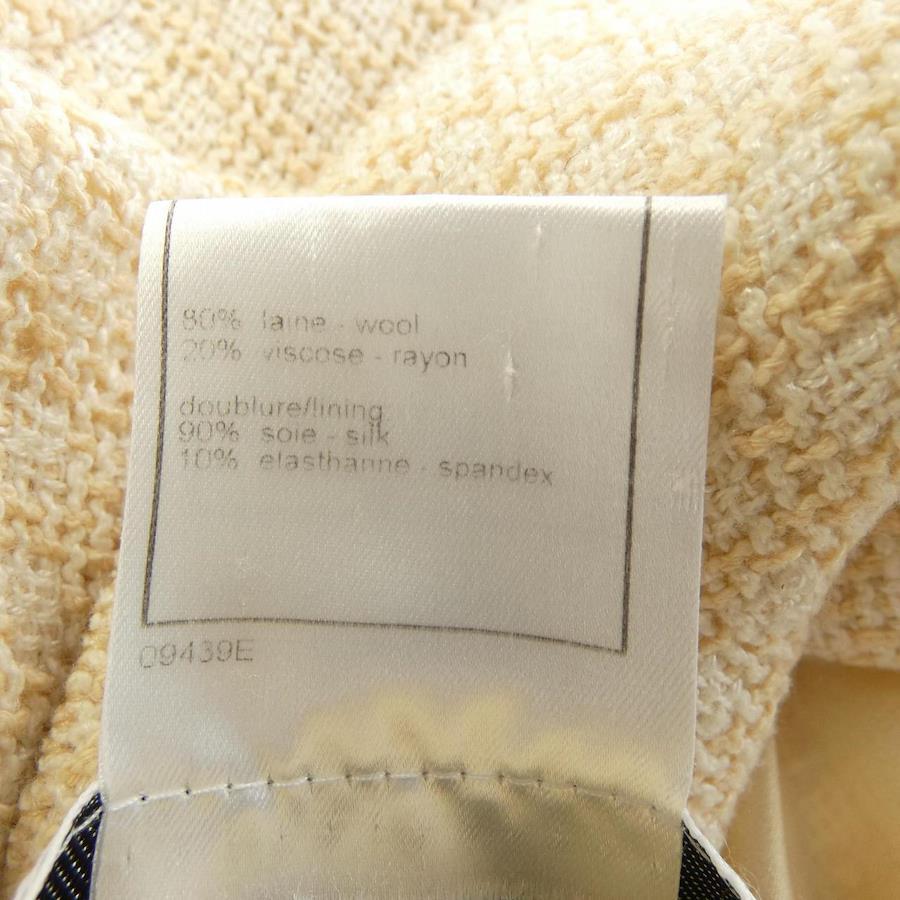 80% laine - wool
20% viscose - rayon
doublure/lining
90% soie - silk
10% elasthanne - spandex
09439E